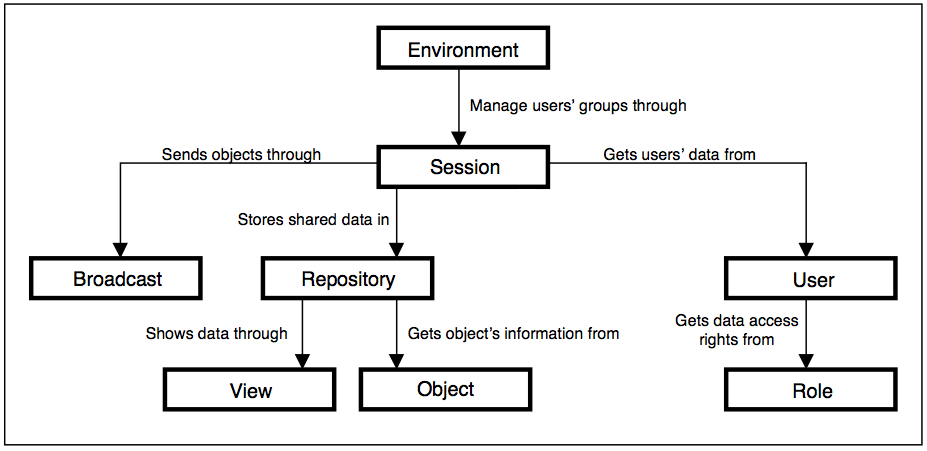 Environment
Manage users' groups through
Sends objects through
Session
Gets users' data from
Stores shared data in
Broadcast
Repository
User
Shows data through
Gets object's information from
Gets data access
rights from
View
Object
Role